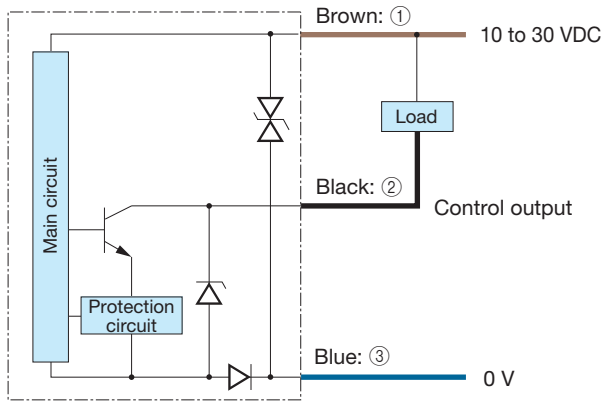 Brown: ①
10 to 30 VDC
Load
Main circuit
Black: ②
Control output
Protection
circuit
Blue: ③
0 V